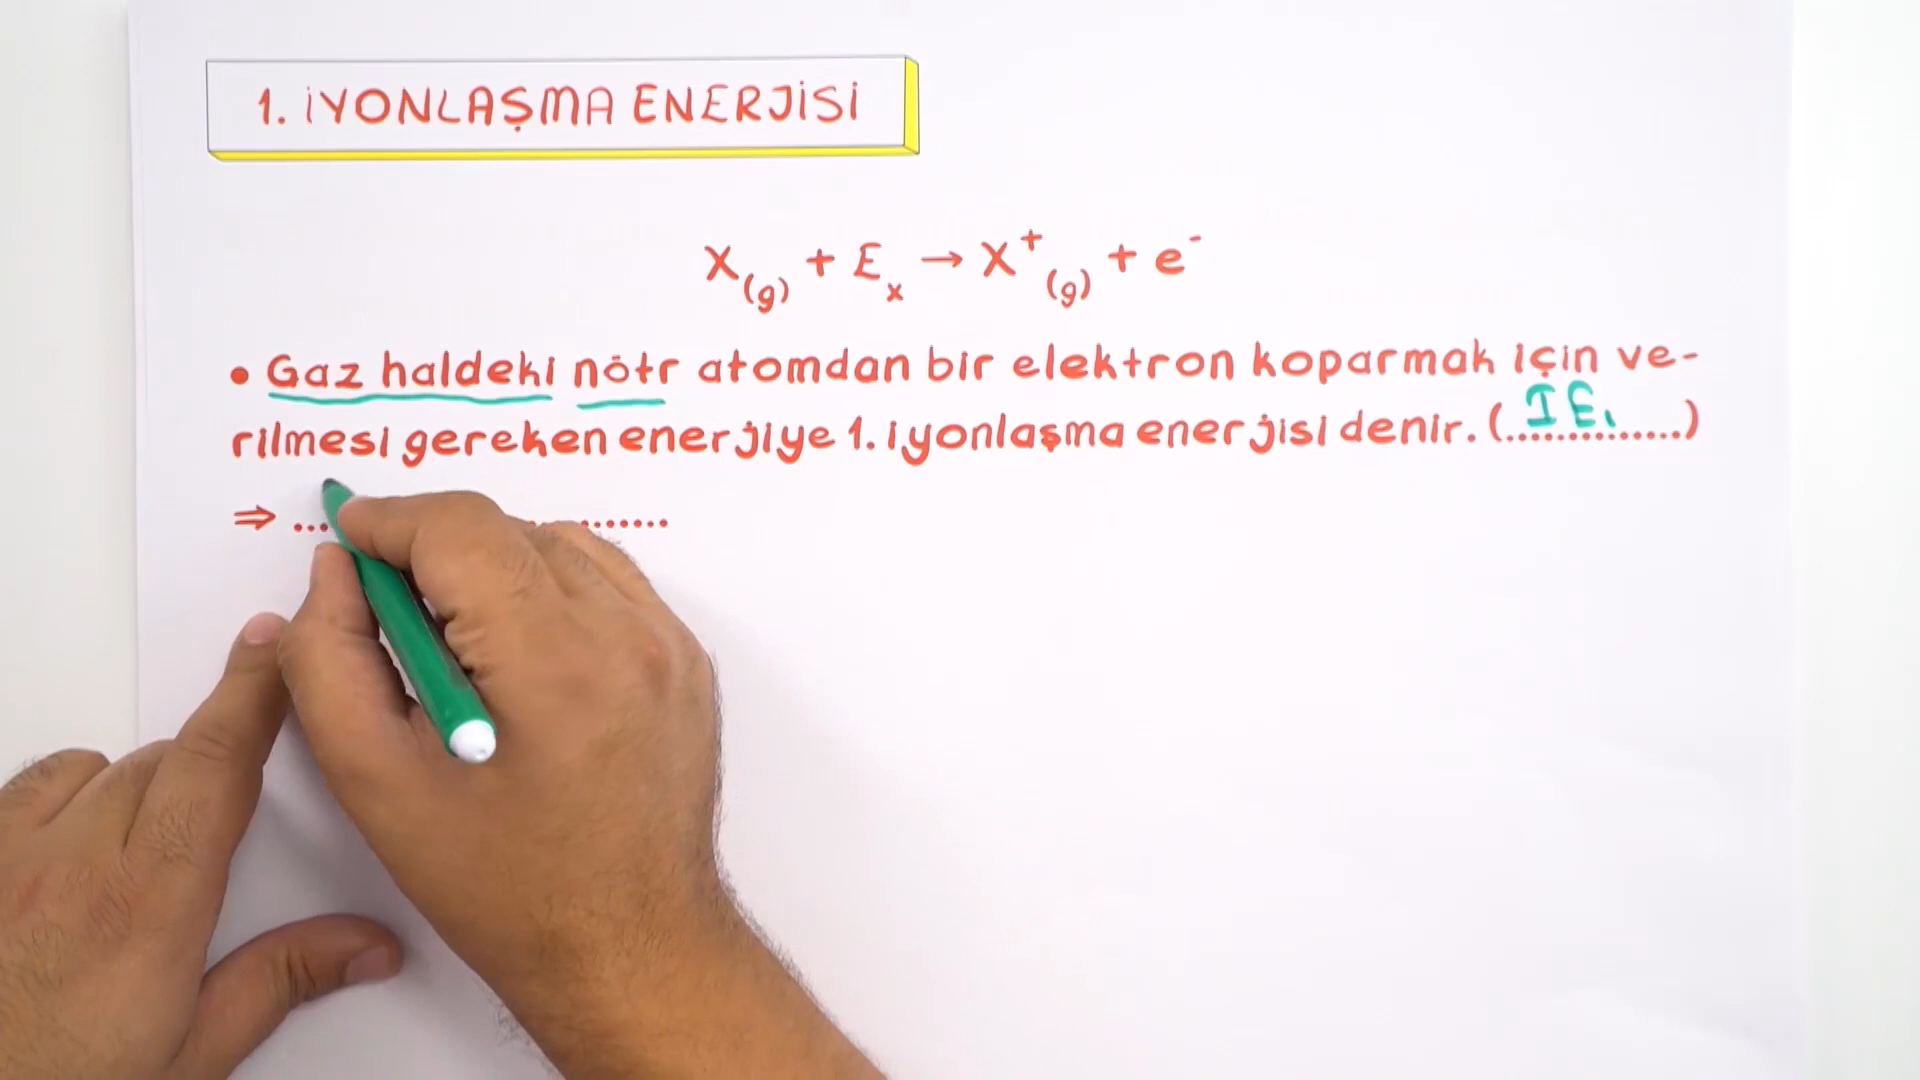 1. İYONLAŞMA ENERJİSİ
X(g) + Ex → X+(g) + e-
• Gaz haldeki nötr atomdan bir elektron koparmak için ve-
rilmesi gereken enerjiye 1. iyonlaşma enerjisi denir. (..IE₁..........)
⇒ ... .......